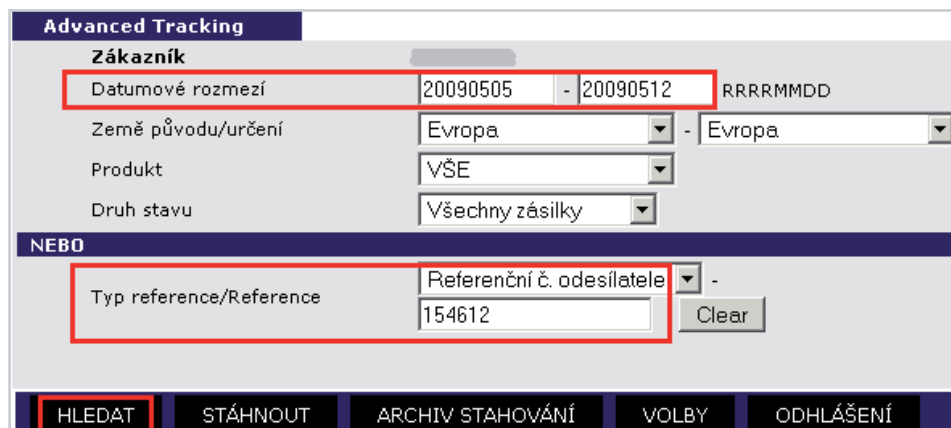 Advanced Tracking
Zákazník
Datumové rozmezí 20090505 - 20090512 RRRRMMDD
Země původu/určení Evropa - Evropa
Produkt VŠE
Druh stavu Všechny zásilky
NEBO
Typ reference/Reference Referenční č. odesílatele -
154612 Clear
HLEDAT STÁHNOUT ARCHIV STAHOVÁNÍ VOLBY ODHLÁŠENÍ